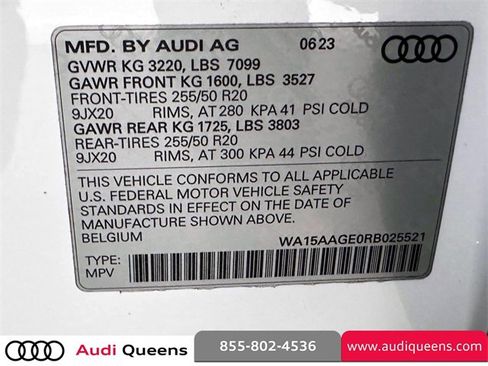 MFD. BY AUDI AG 06 23
GVWR KG 3220, LBS 7099
GAWR FRONT KG 1600, LBS 3527
FRONT-TIRES 255/50 R20
9JX20 RIMS, AT 280 KPA 41 PSI COLD
GAWR REAR KG 1725, LBS 3803
REAR-TIRES 255/50 R20
9JX20 RIMS, AT 300 KPA 44 PSI COLD
THIS VEHICLE CONFORMS TO ALL APPLICABLE
U.S. FEDERAL MOTOR VEHICLE SAFETY
STANDARDS IN EFFECT ON THE DATE OF
MANUFACTURE SHOWN ABOVE.
BELGIUM WA15AAGE0RB025521
TYPE:
MPV
Audi Queens 855-802-4536 www.audiqueens.com